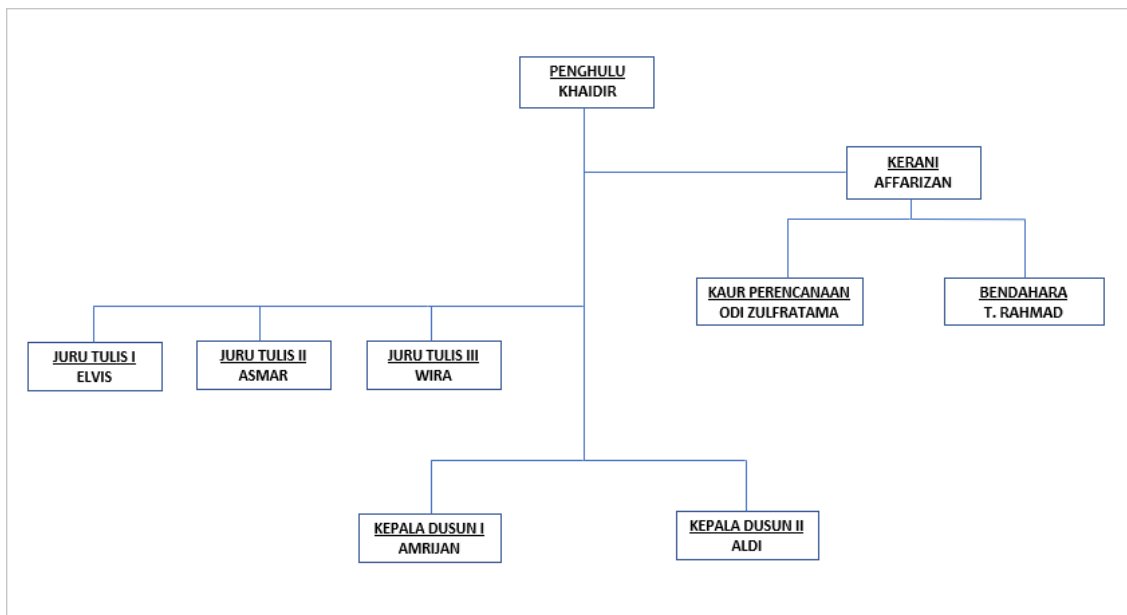 PENGHULU
KHAIDIR
KERANI
AFFARIZAN
KAUR PERENCANAAN
ODI ZULFRATAMA
BENDAHARA
T. RAHMAD
JURU TULIS I
ELVIS
JURU TULIS II
ASMAR
JURU TULIS III
WIRA
KEPALA DUSUN I
AMRIJAN
KEPALA DUSUN II
ALDI